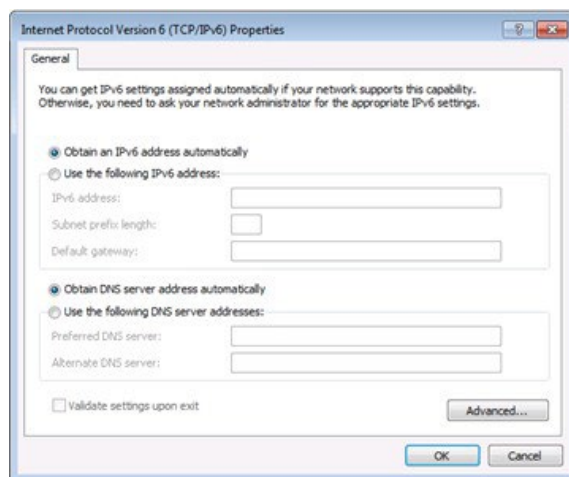 Internet Protocol Version 6 (TCP/IPv6) Properties
General
You can get IPv6 settings assigned automatically if your network supports this capability.
Otherwise, you need to ask your network administrator for the appropriate IPv6 settings.
Obtain an IPv6 address automatically
Use the following IPv6 address:
IPv6 address:
Subnet prefix length:
Default gateway:
Obtain DNS server address automatically
Use the following DNS server addresses:
Preferred DNS server:
Alternate DNS server:
Validate settings upon exit
Advanced...
OK
Cancel